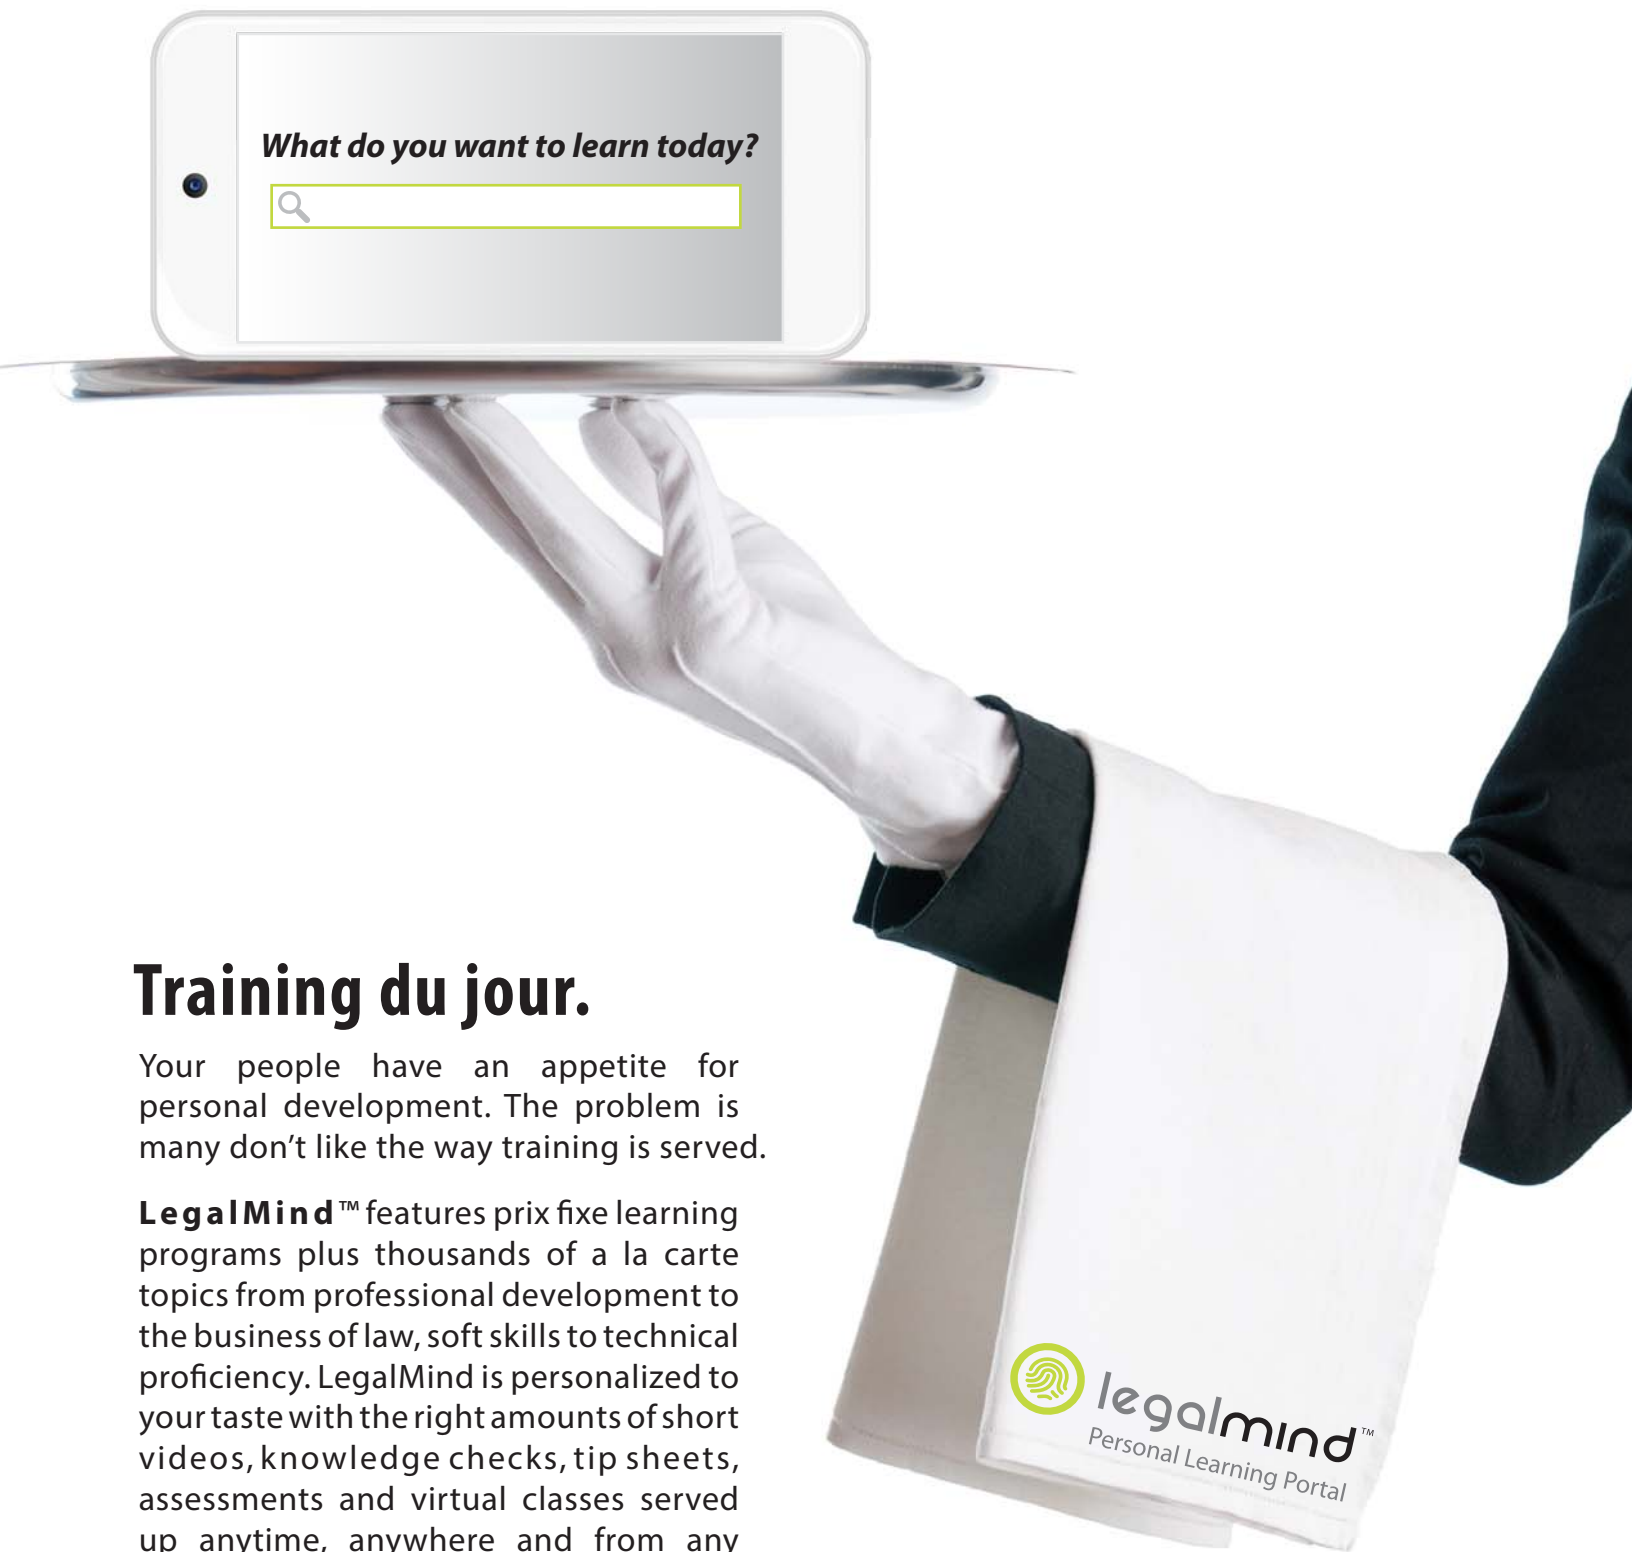 What do you want to learn today?
Training du jour.
Your people have an appetite for
personal development. The problem is
many don’t like the way training is served.
LegalMind™ features prix fixe learning
programs plus thousands of a la carte
topics from professional development to
the business of law, soft skills to technical
proficiency. LegalMind is personalized to
your taste with the right amounts of short
videos, knowledge checks, tip sheets,
assessments and virtual classes served
up anytime, anywhere and from any
legalmind™
Personal Learning Portal